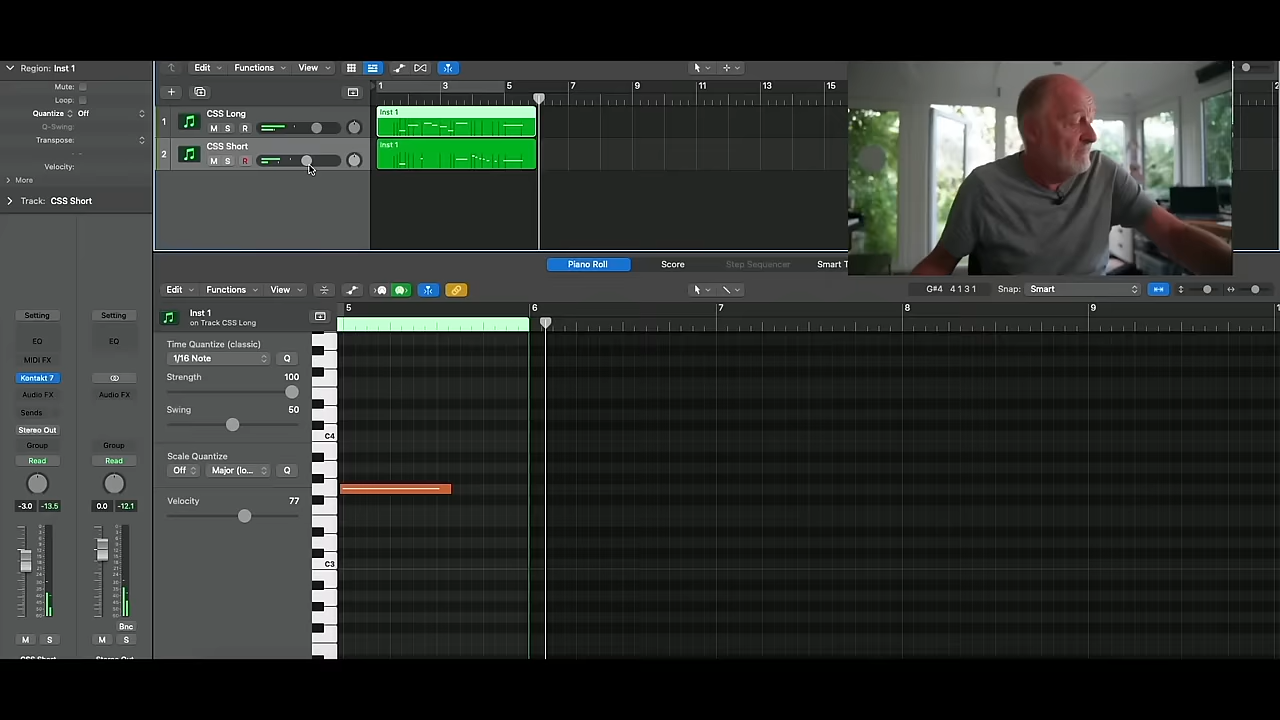 Region: Inst 1
Mute:
Loop:
Quantize Off
Q-Swing:
Transpose:
Velocity:
More
Track: CSS Short
Edit Functions View
1 3 5 7 9 11 13 15
1 CSS Long
M S R
2 CSS Short
M S R
Inst 1
Inst 1
Piano Roll Score Step Sequencer Smart T
Edit Functions View
G#4 4 1 3 1 Snap: Smart
Inst 1
on Track CSS Long
5 6 7 8 9
Time Quantize (classic)
1/16 Note Q
Strength 100
Swing 50
Scale Quantize
Off Major (lo... Q
Velocity 77
C4
C3
Setting Setting
EQ EQ
MIDI FX
Kontakt 7
Audio FX Audio FX
Sends
Stereo Out
Group Group
Read Read
-3.0 -13.5 0.0 -12.1
Bnc
M S M S